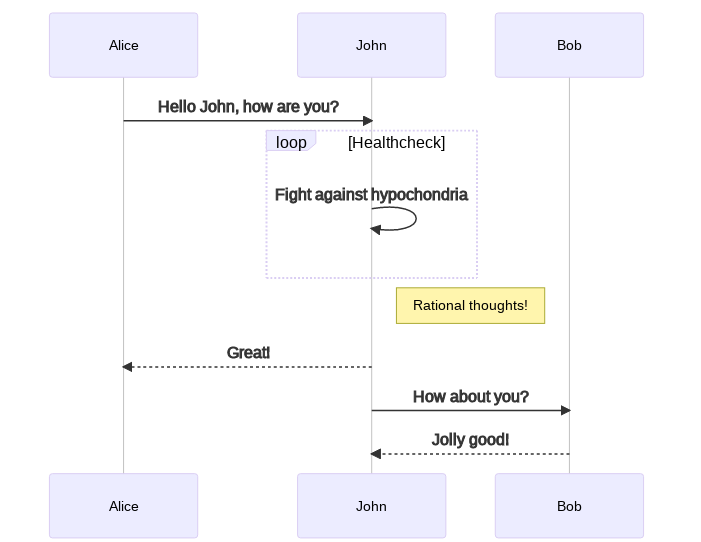 Alice
John
Bob
Hello John, how are you?
loop
[Healthcheck]
Fight against hypochondria
Rational thoughts!
Great!
How about you?
Jolly good!
Alice
John
Bob